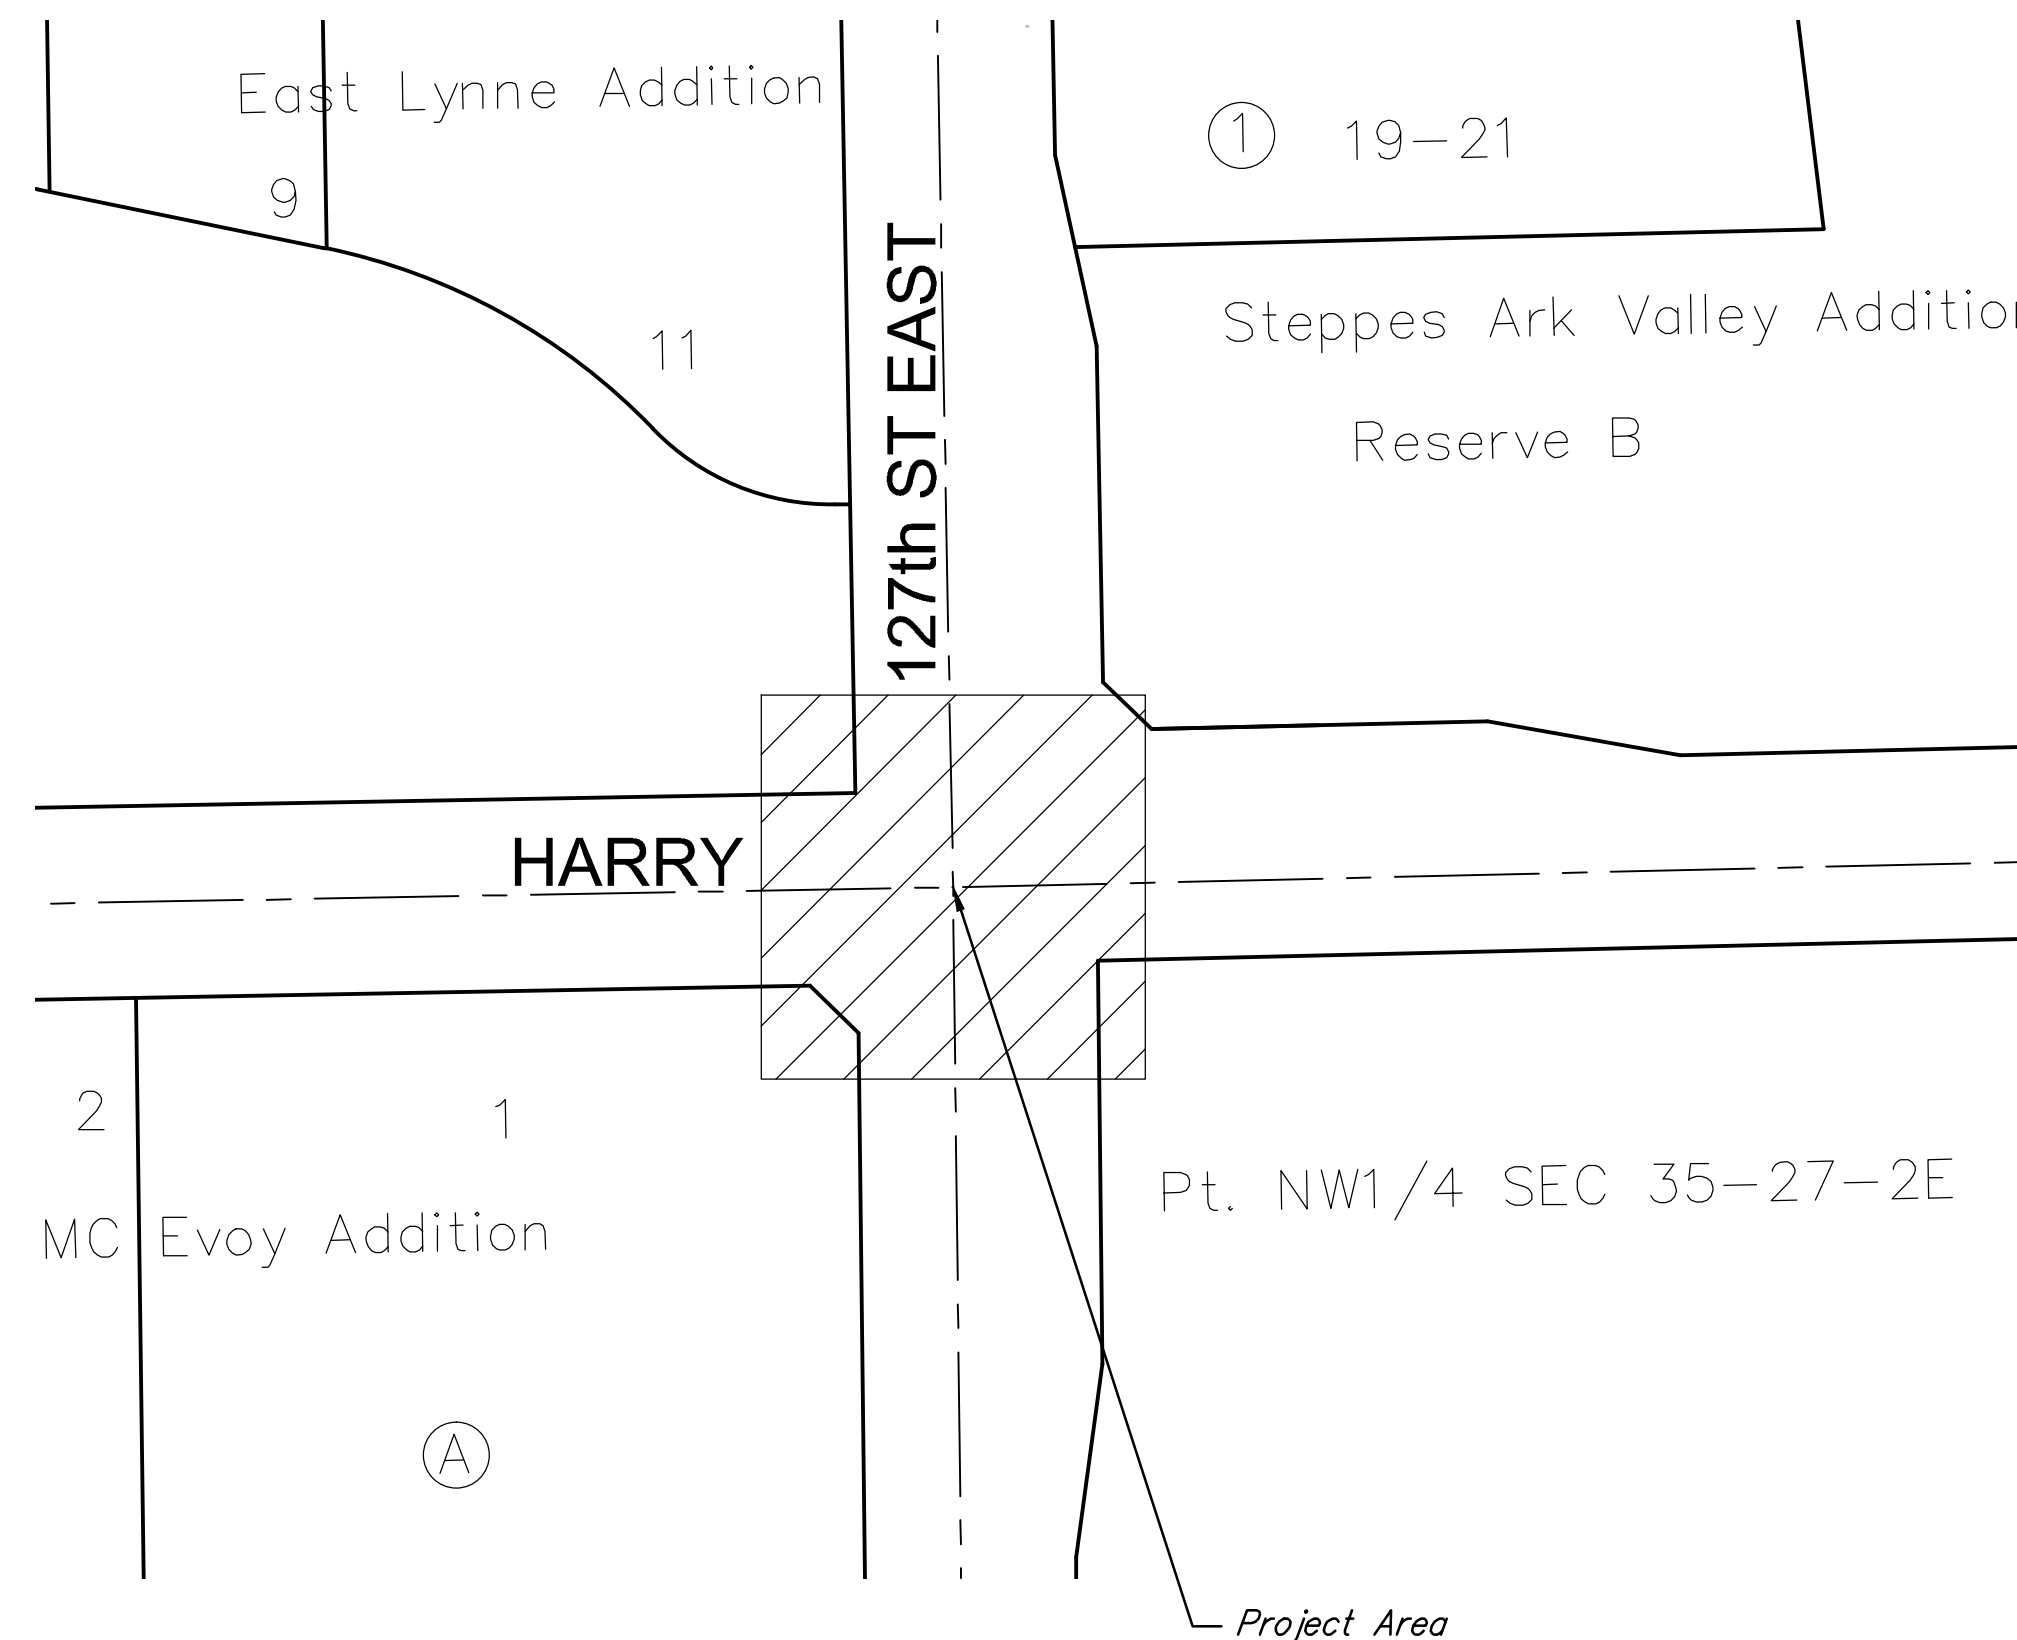 East Lynne Addition
1 19-21
9
11
127th ST EAST
Steppes Ark Valley Addition
Reserve B
HARRY
2 1
Pt. NW1/4 SEC 35-27-2E
MC Evoy Addition
A
Project Area